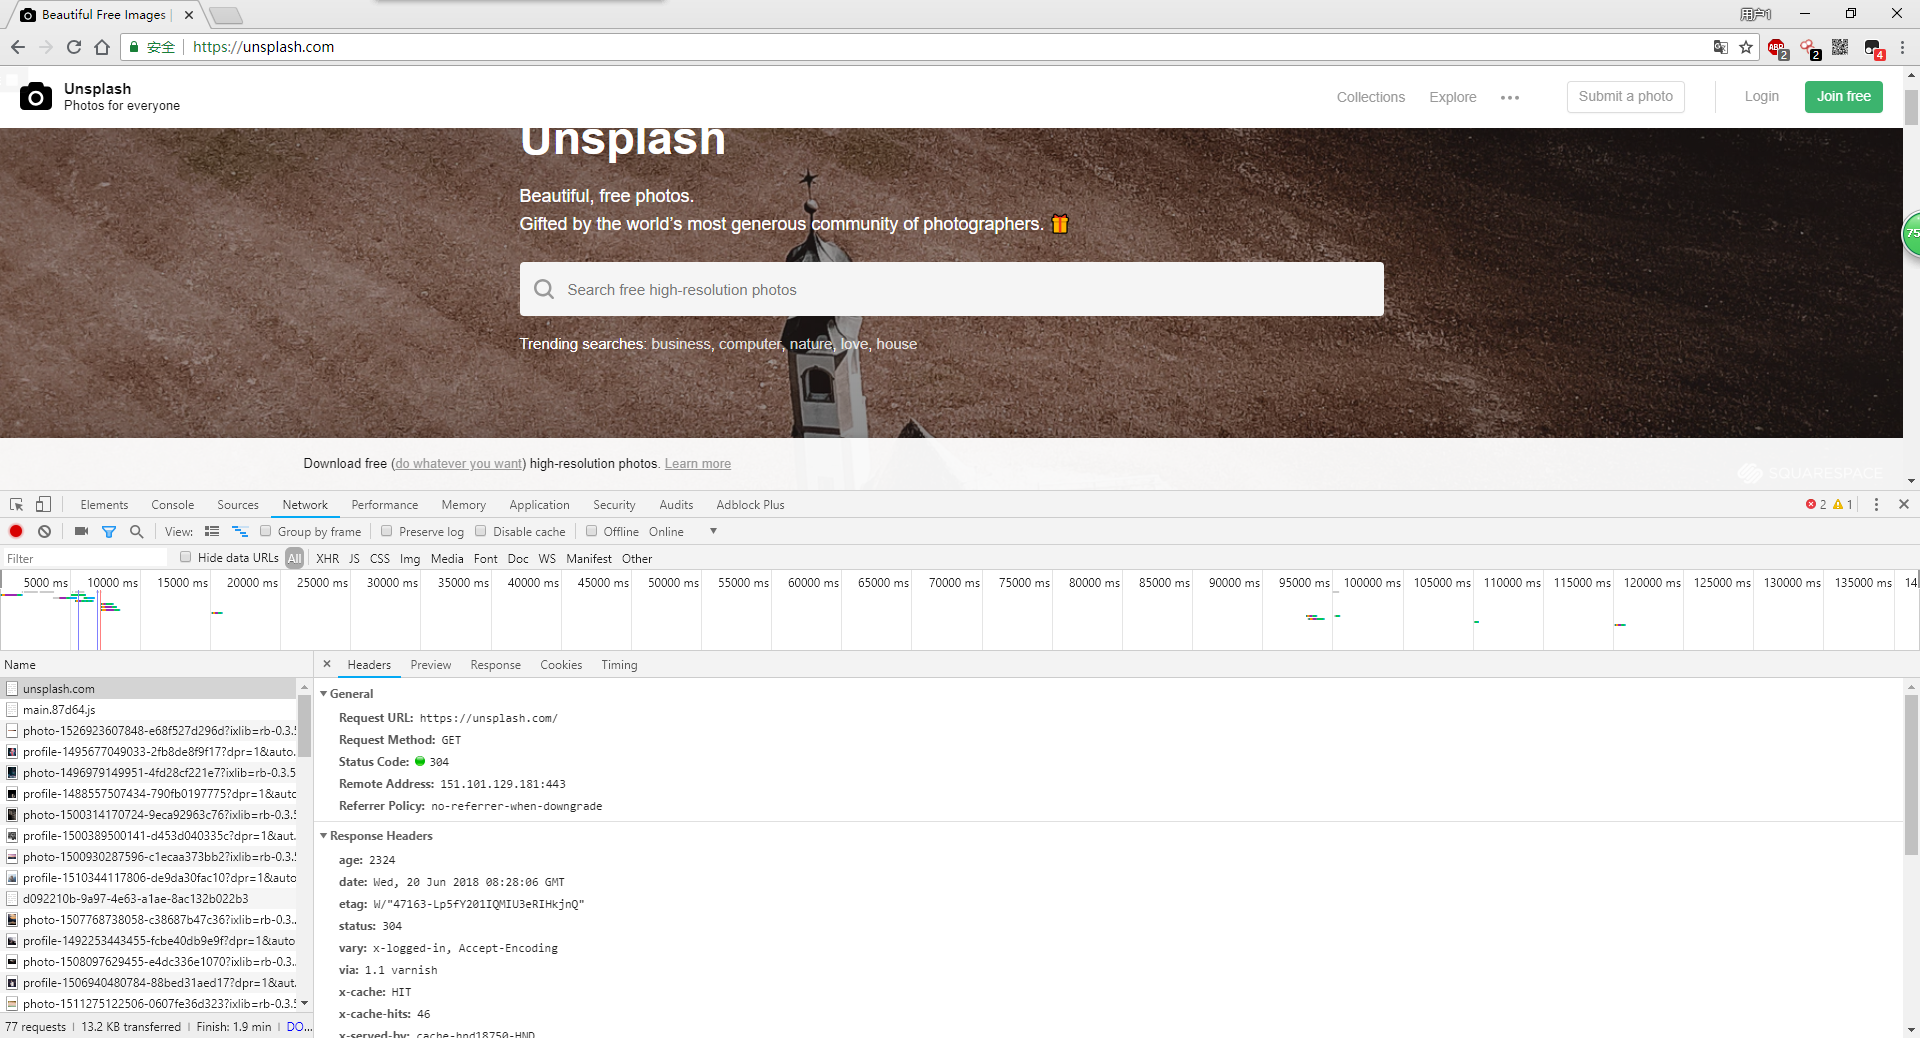 Beautiful Free Images |
用户1
安全 | https://unsplash.com
2
2
4
Unsplash
Photos for everyone
Collections
Explore
Submit a photo
Login
Join free
Unsplash
Beautiful, free photos.
Gifted by the world's most generous community of photographers.
75
Search free high-resolution photos
Trending searches: business, computer, nature, love, house
Download free (do whatever you want) high-resolution photos. Learn more
SQUARESPACE
Elements Console Sources Network Performance Memory Application Security Audits Adblock Plus
2 1
View: Group by frame Preserve log Disable cache Offline Online
Filter Hide data URLs All XHR JS CSS Img Media Font Doc WS Manifest Other
5000 ms 10000 ms 15000 ms 20000 ms 25000 ms 30000 ms 35000 ms 40000 ms 45000 ms 50000 ms 55000 ms 60000 ms 65000 ms 70000 ms 75000 ms 80000 ms 85000 ms 90000 ms 95000 ms 100000 ms 105000 ms 110000 ms 115000 ms 120000 ms 125000 ms 130000 ms 135000 ms 14
Name
unsplash.com
main.87d64.js
photo-1526923607848-e68f527d296d?ixlib=rb-0.3.5
profile-1495677049033-2fb8de8f9f17?dpr=1&auto.
photo-1496979149951-4fd28cf221e7?ixlib=rb-0.3.5
profile-1488557507434-790fb0197775?dpr=1&auto
photo-1500314170724-9eca92963c76?ixlib=rb-0.3.5
profile-1500389500141-d453d040335c?dpr=1&aut.
photo-1500930287596-c1ecaa373bb2?ixlib=rb-0.3.5
profile-1510344117806-de9da30fac10?dpr=1&auto
d092210b-9a97-4e63-a1ae-8ac132b022b3
photo-1507768738058-c38687b47c36?ixlib=rb-0.3..
profile-1492253443455-fcbe40db9e9f?dpr=1&auto
photo-1508097629455-e4dc336e1070?ixlib=rb-0.3..
profile-1506940480784-88bed31aed17?dpr=1&aut.
photo-1511275122506-0607fe36d323?ixlib=rb-0.3.5
77 requests | 13.2 KB transferred | Finish: 1.9 min | DO...
Headers Preview Response Cookies Timing
General
Request URL: https://unsplash.com/
Request Method: GET
Status Code: 304
Remote Address: 151.101.129.181:443
Referrer Policy: no-referrer-when-downgrade
Response Headers
age: 2324
date: Wed, 20 Jun 2018 08:28:06 GMT
etag: W/"47163-Lp5fY201IQMIU3eRIHkjnQ"
status: 304
vary: x-logged-in, Accept-Encoding
via: 1.1 varnish
x-cache: HIT
x-cache-hits: 46
x-served-by: cache-hnd18750-HND